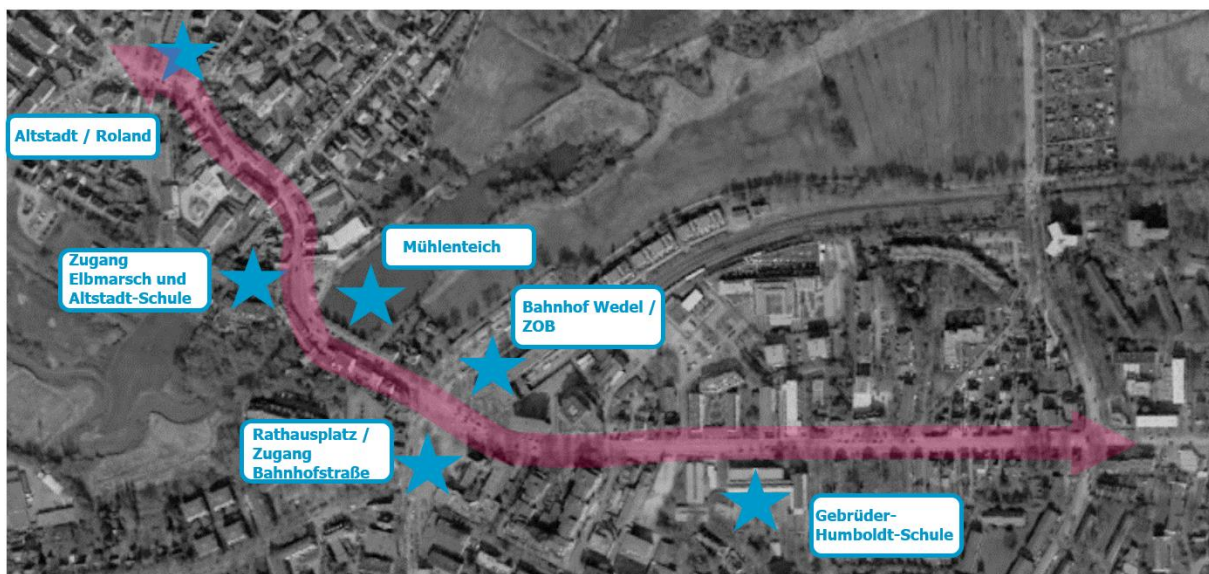 Altstadt / Roland
Zugang
Elbmarsch und
Altstadt-Schule
Mühlenteich
Bahnhof Wedel /
ZOB
Rathausplatz /
Zugang
Bahnhofstraße
Gebrüder-
Humboldt-Schule